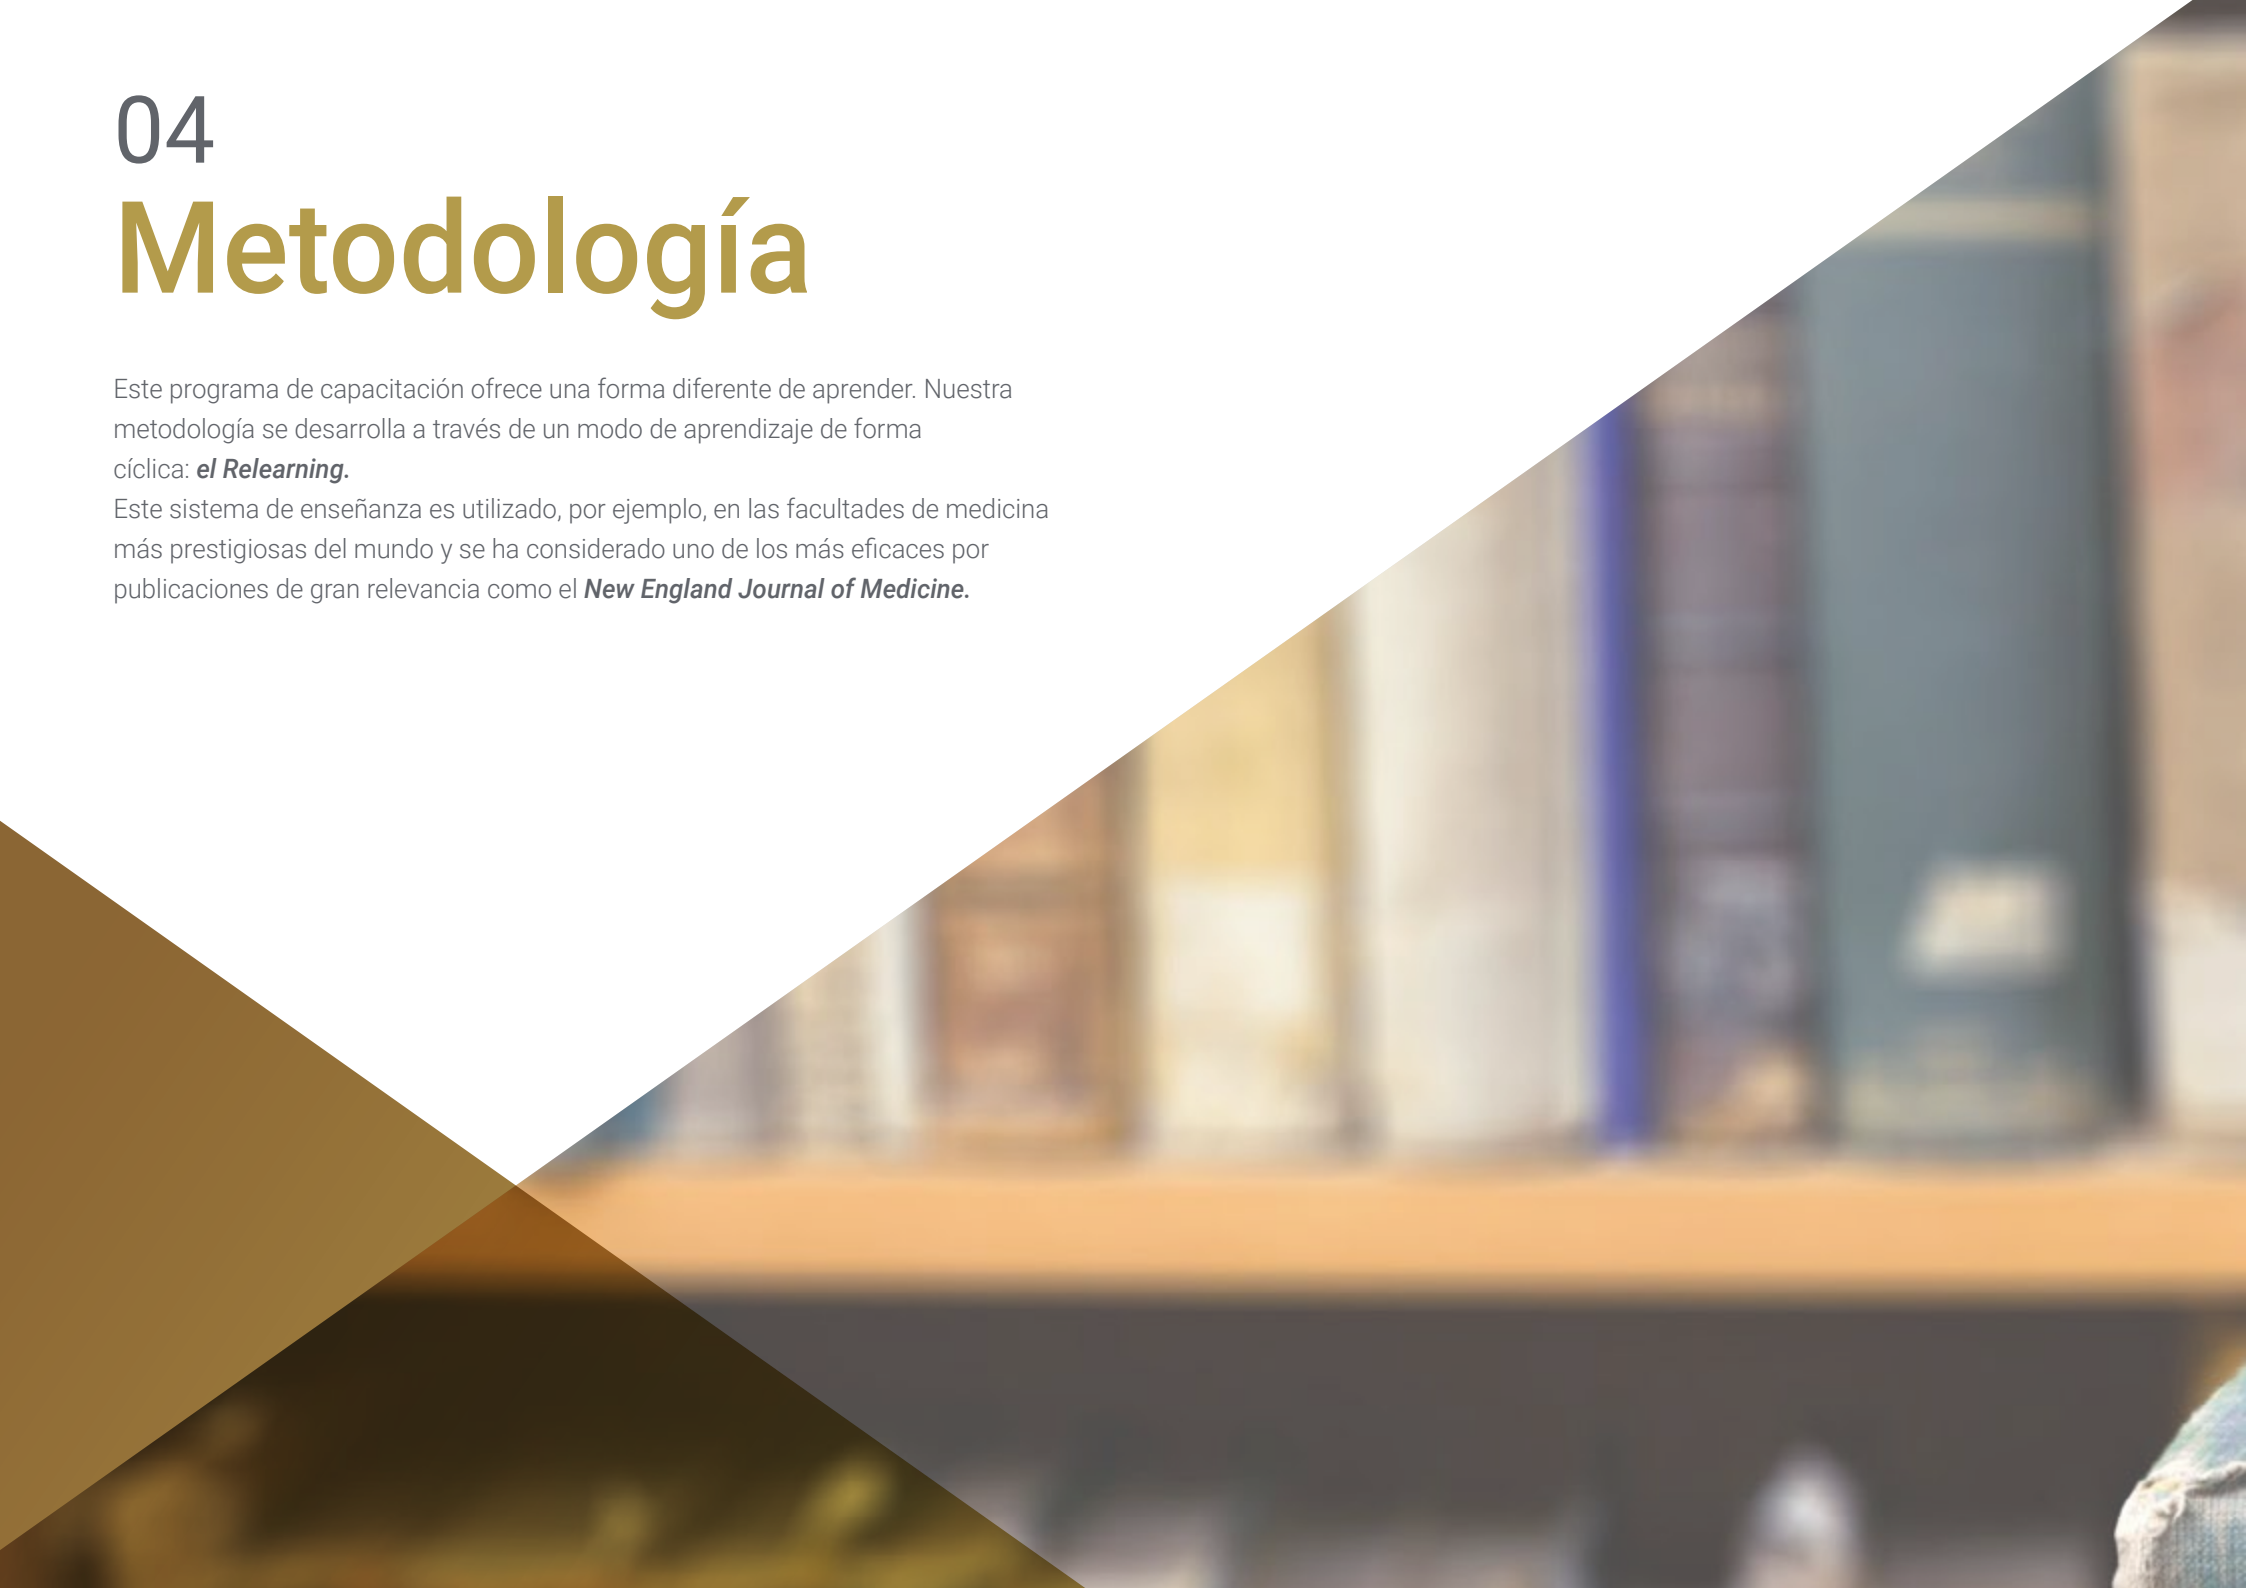 04
Metodología
Este programa de capacitación ofrece una forma diferente de aprender. Nuestra
metodología se desarrolla a través de un modo de aprendizaje de forma
cíclica: el Relearning.
Este sistema de enseñanza es utilizado, por ejemplo, en las facultades de medicina
más prestigiosas del mundo y se ha considerado uno de los más eficaces por
publicaciones de gran relevancia como el New England Journal of Medicine.